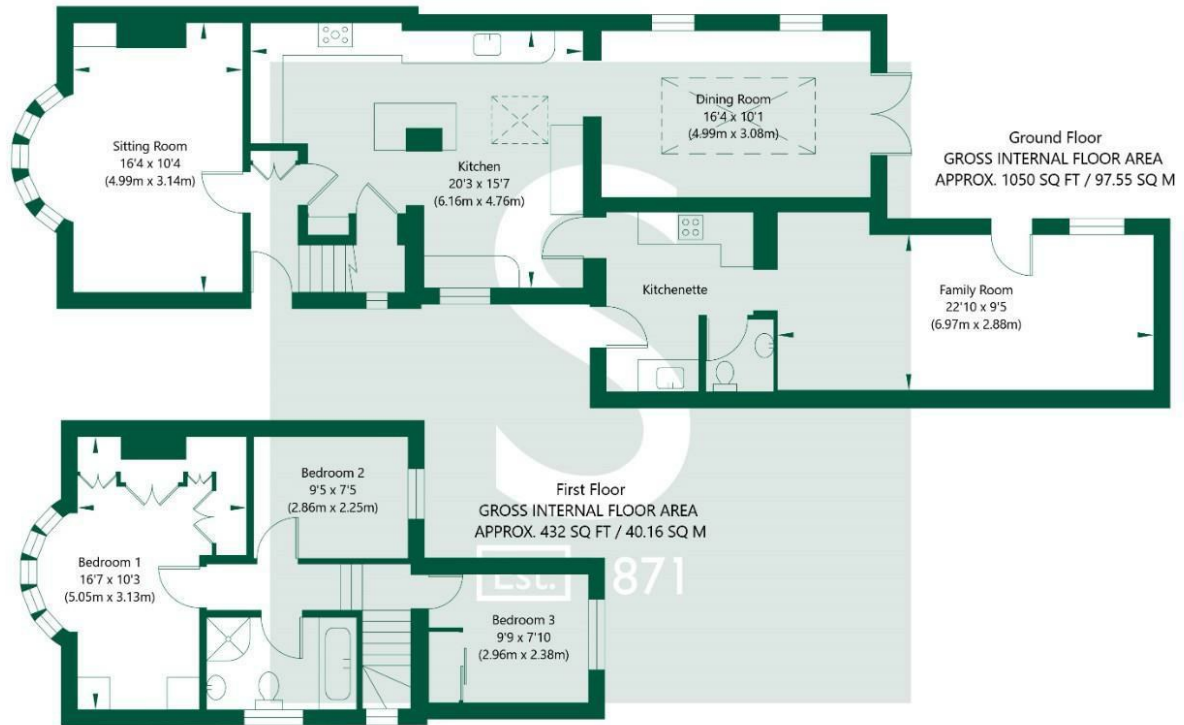 Sitting Room
16'4 x 10'4
(4.99m x 3.14m)
Kitchen
20'3 x 15'7
(6.16m x 4.76m)
Dining Room
16'4 x 10'1
(4.99m x 3.08m)
Ground Floor
GROSS INTERNAL FLOOR AREA
APPROX. 1050 SQ FT / 97.55 SQ M
Kitchenette
Family Room
22'10 x 9'5
(6.97m x 2.88m)
Bedroom 1
16'7 x 10'3
(5.05m x 3.13m)
Bedroom 2
9'5 x 7'5
(2.86m x 2.25m)
First Floor
GROSS INTERNAL FLOOR AREA
APPROX. 432 SQ FT / 40.16 SQ M
Bedroom 3
9'9 x 7'10
(2.96m x 2.38m)
S
Est. 871